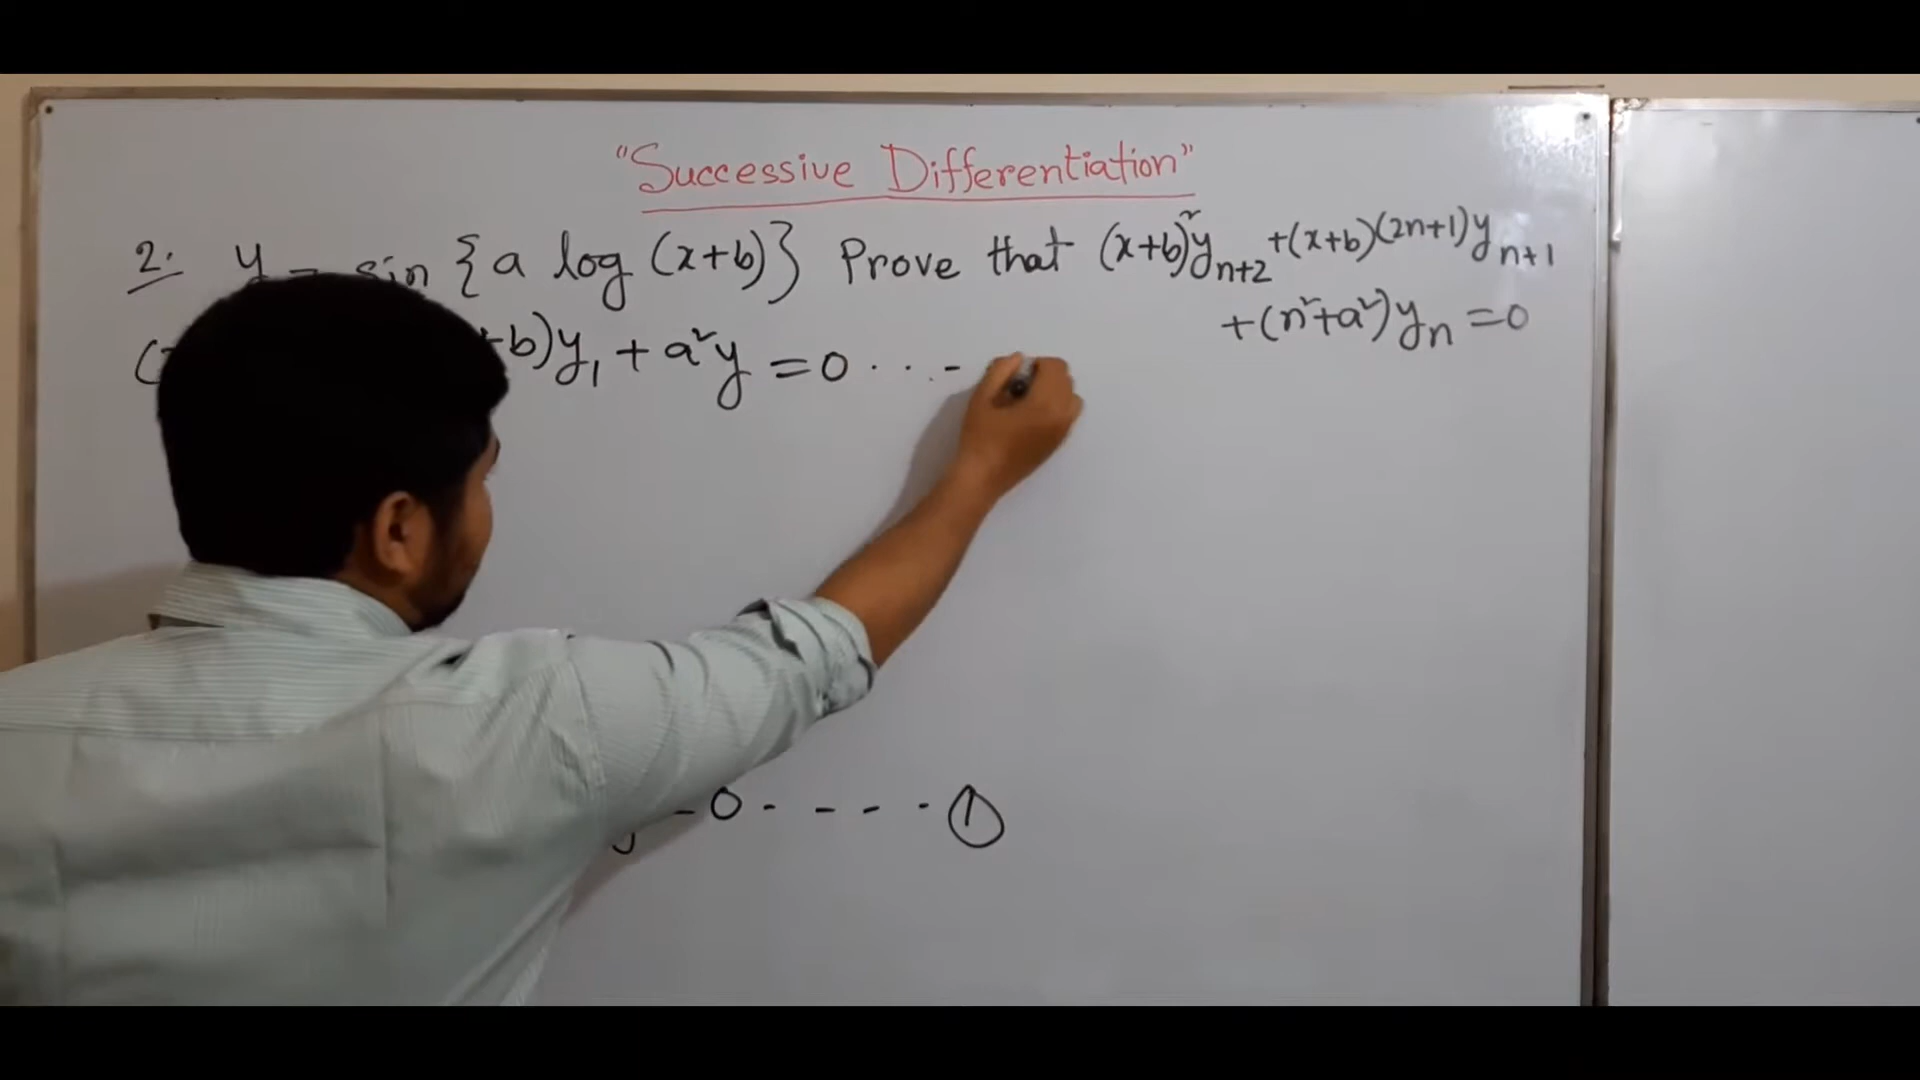 "Successive Differentiation"
2. y = sin {a log (x+b)} Prove that (x+b)²yₙ₊₂ +(x+b)(2n+1)yₙ₊₁
+(n²+a²)yₙ =0
( +b)y₁ + a²y =0 . . . -
y =0 - - - - ①